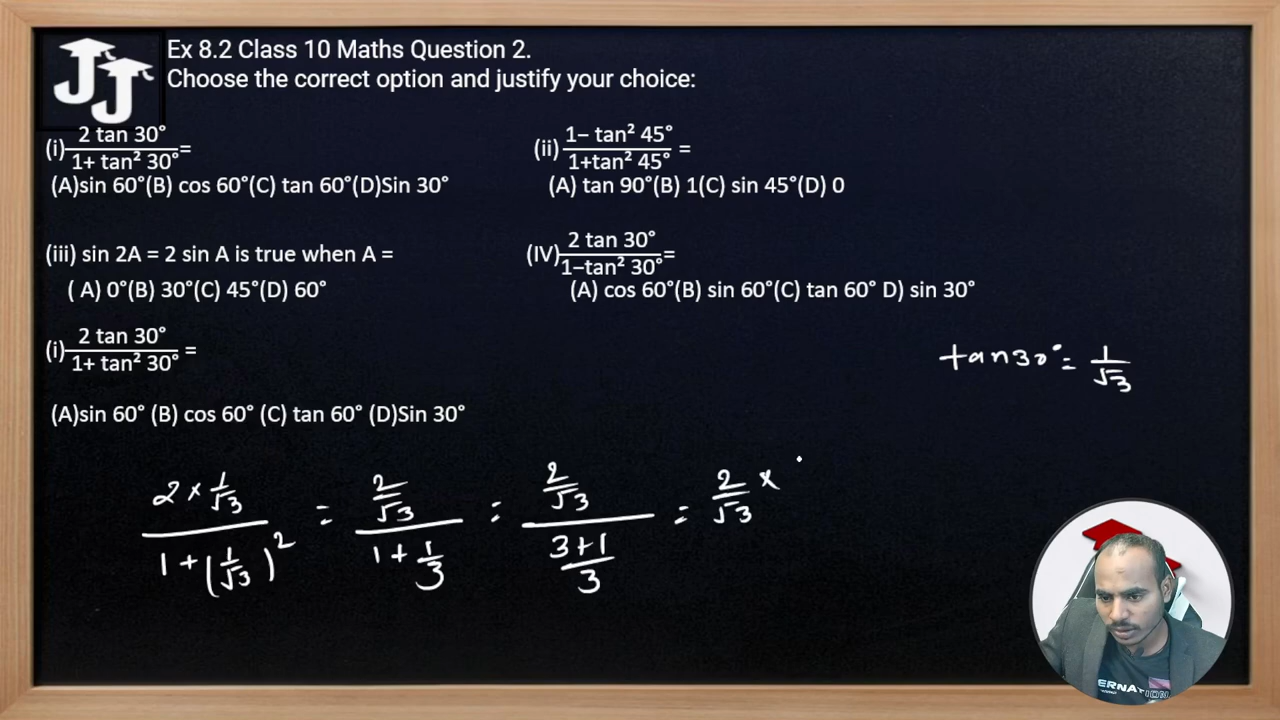 JJ
Ex 8.2 Class 10 Maths Question 2.
Choose the correct option and justify your choice:
(i) 2 tan 30° / 1+ tan² 30° =
(A)sin 60°(B) cos 60°(C) tan 60°(D)Sin 30°
(ii) 1− tan² 45° / 1+tan² 45° =
(A) tan 90°(B) 1(C) sin 45°(D) 0
(iii) sin 2A = 2 sin A is true when A =
( A) 0°(B) 30°(C) 45°(D) 60°
(IV) 2 tan 30° / 1−tan² 30° =
(A) cos 60°(B) sin 60°(C) tan 60° D) sin 30°
(i) 2 tan 30° / 1+ tan² 30° =
tan30° = 1/√3
(A)sin 60° (B) cos 60° (C) tan 60° (D)Sin 30°
2 × 1/√3 / 1 + (1/√3)² = 2/√3 / 1 + 1/3 = 2/√3 / 3+1/3 = 2/√3 ×
ERNAT